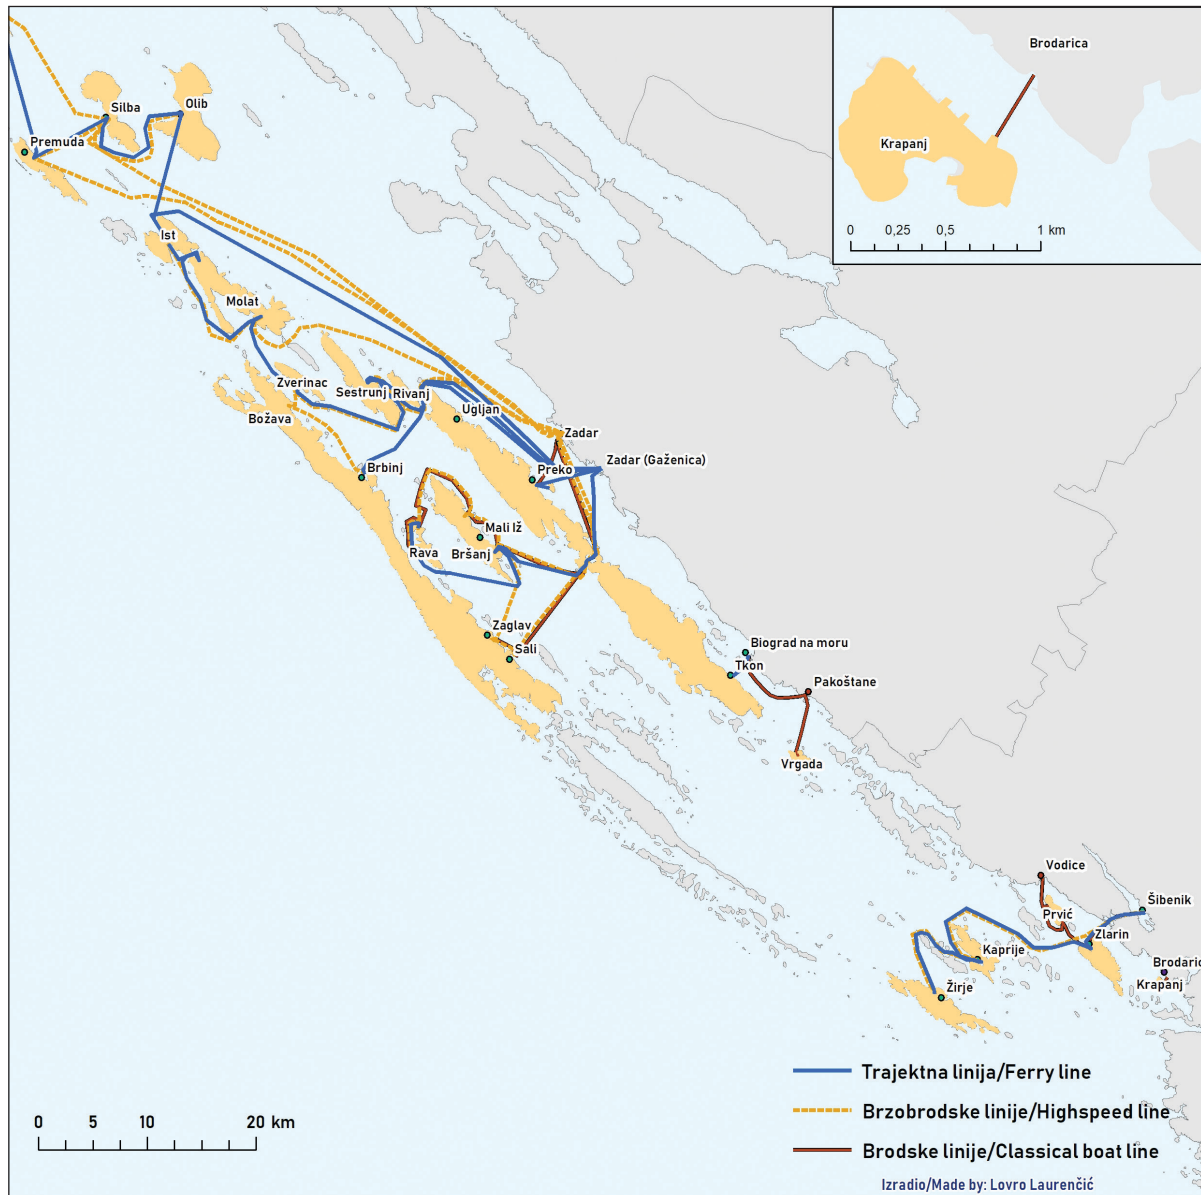 Brodarica
Krapanj
0 0,25 0,5 1 km
Silba
Olib
Premuda
Ist
Molat
Zverinac
Sestrunj
Rivanj
Božava
Ugljan
Zadar
Zadar (Gaženica)
Brbinj
Preko
Mali Iž
Rava
Bršanj
Zaglav
Sali
Biograd na moru
Tkon
Pakoštane
Vrgada
Vodice
Šibenik
Prvić
Zlarin
Kaprije
Brodaric
Krapanj
Žirje
Trajektna linija/Ferry line
Brzobrodske linije/Highspeed line
Brodske linije/Classical boat line
0 5 10 20 km
Izradio/Made by: Lovro Laurenčić